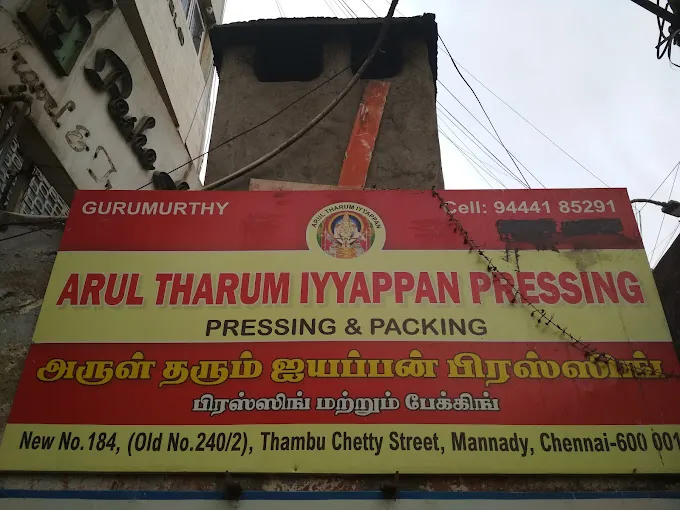 GURUMURTHY
ARUL THARUM IYYAPPAN
Cell: 94441 85291
ARUL THARUM IYYAPPAN PRESSING
PRESSING & PACKING
அருள் தரும் ஐயப்பன் பிரஸ்ஸிங்
பிரஸ்ஸிங் மற்றும் பேக்கிங்
New No.184, (Old No.240/2), Thambu Chetty Street, Mannady, Chennai-600 001